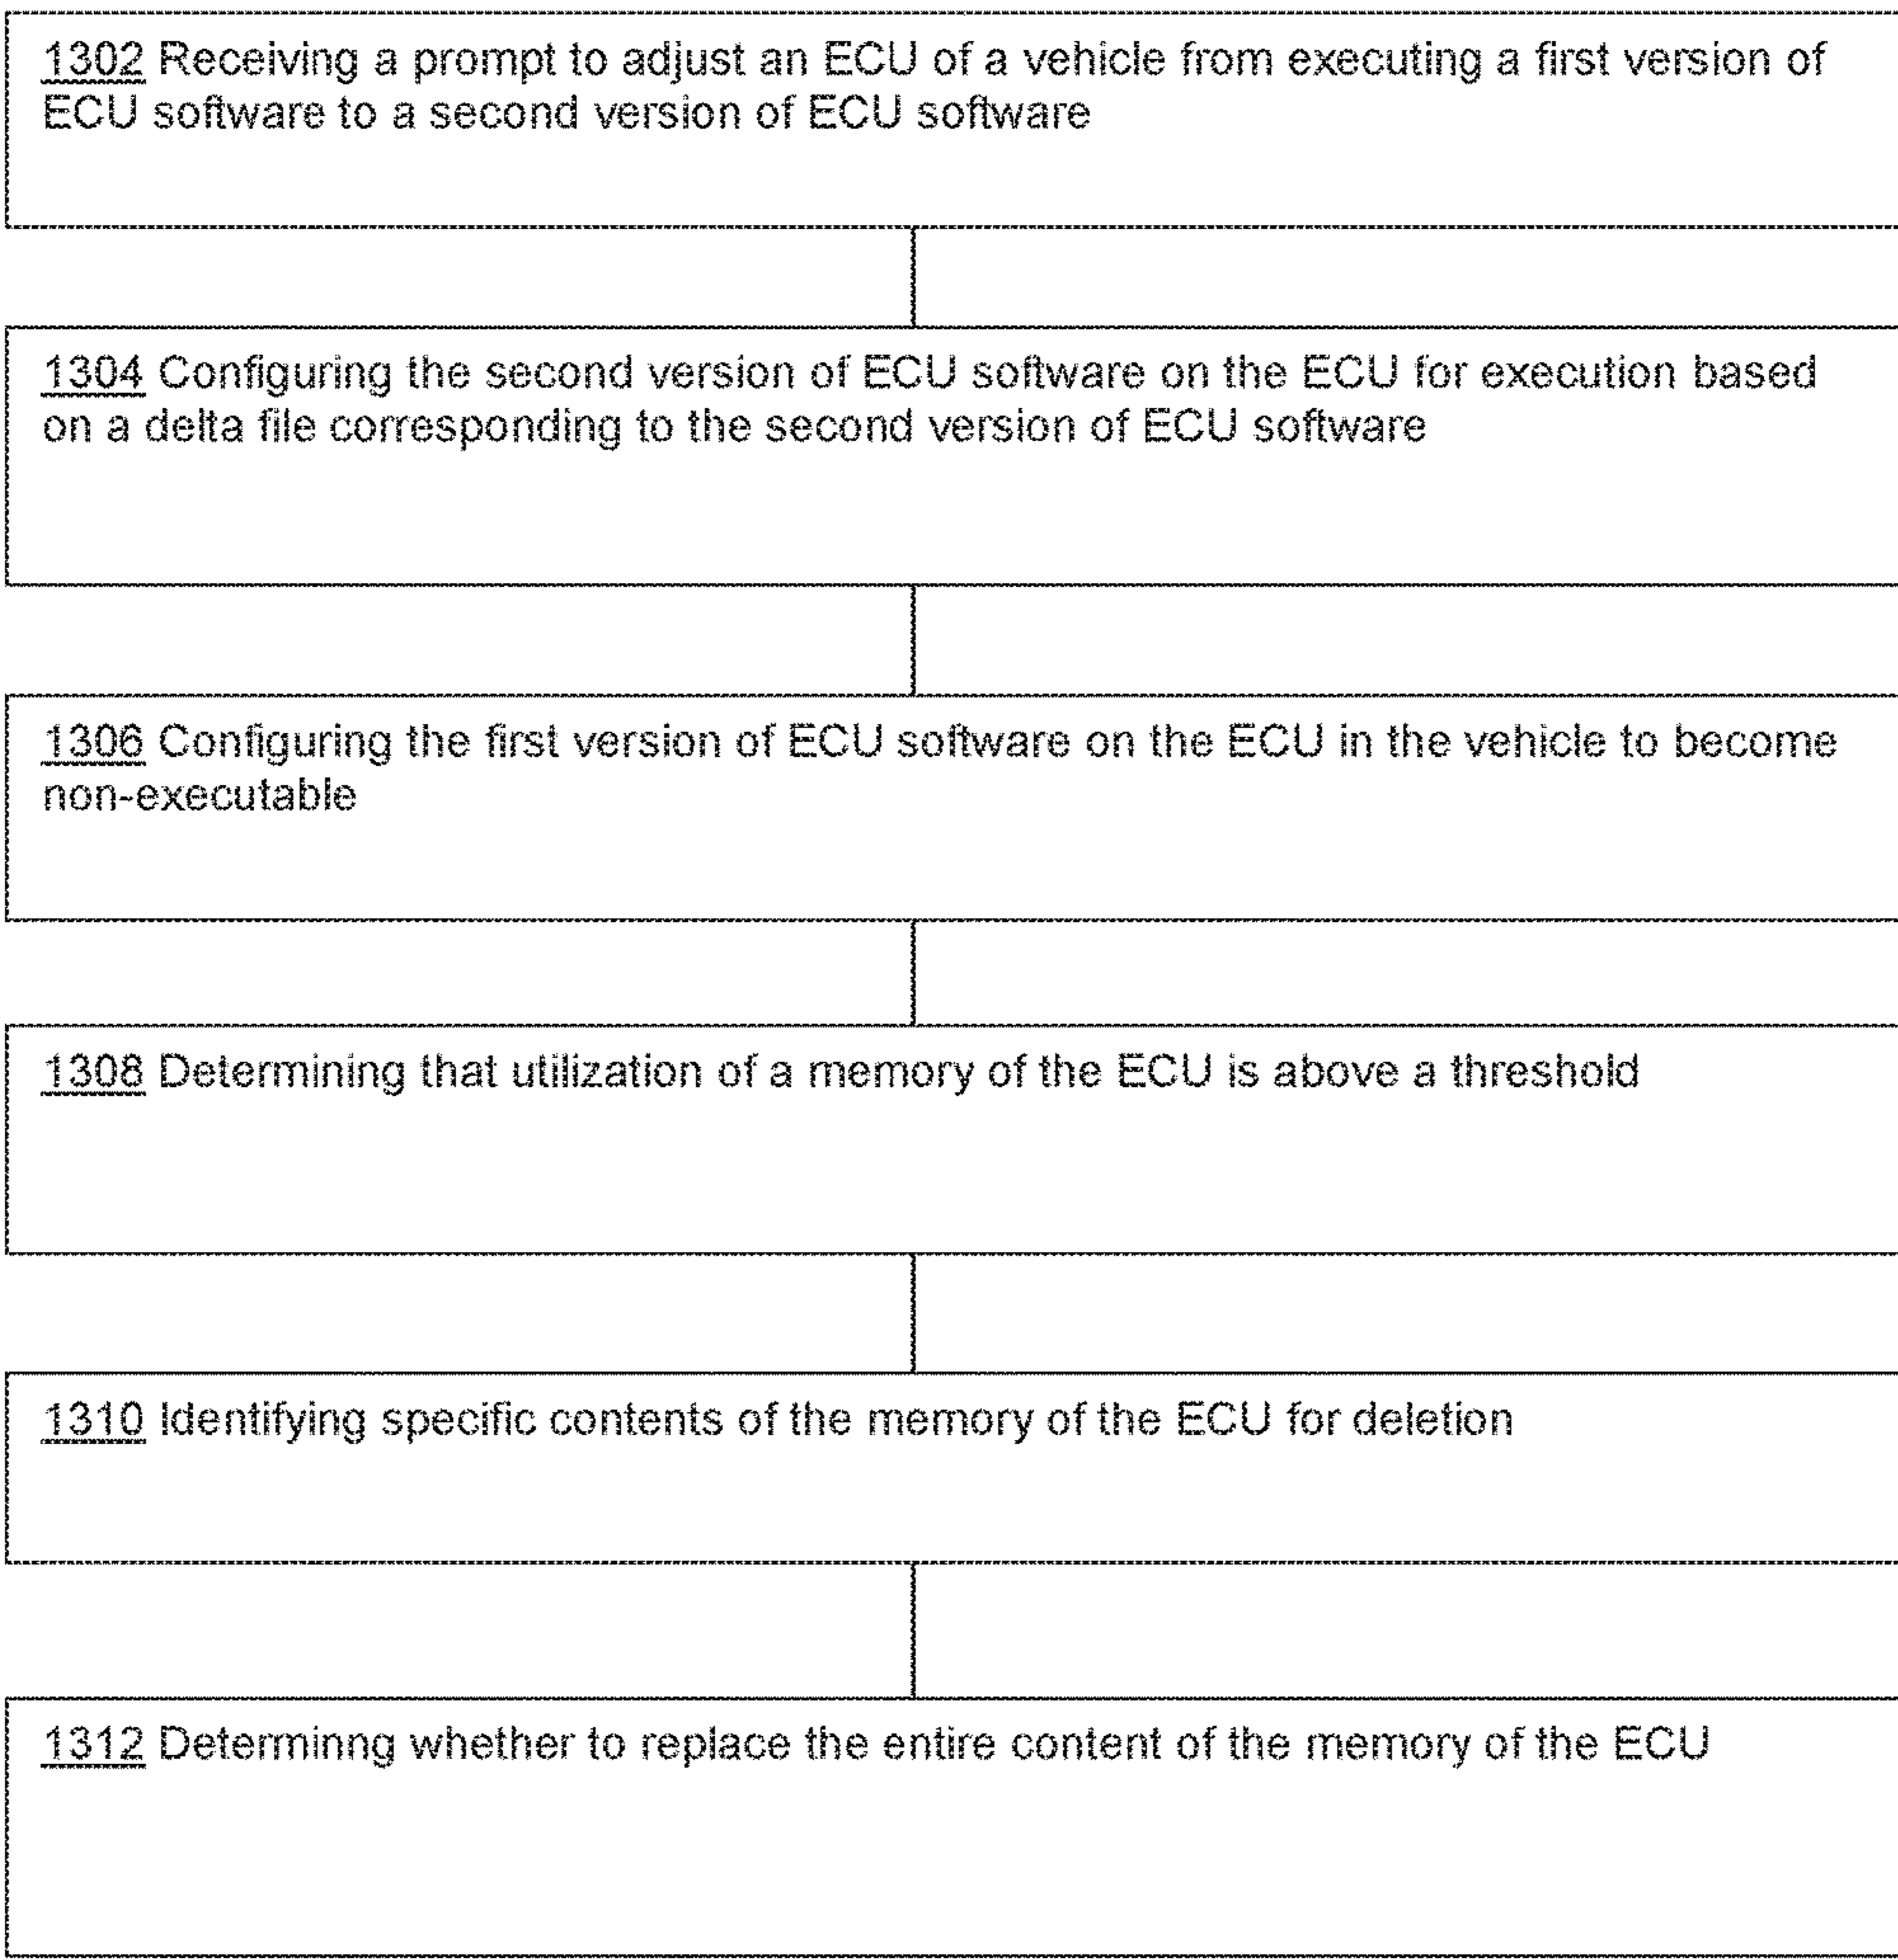 1302 Receiving a prompt to adjust an ECU of a vehicle from executing a first version of
ECU software to a second version of ECU software
1304 Configuring the second version of ECU software on the ECU for execution based
on a delta file corresponding to the second version of ECU software
1306 Configuring the first version of ECU software on the ECU in the vehicle to become
non-executable
1308 Determining that utilization of a memory of the ECU is above a threshold
1310 Identifying specific contents of the memory of the ECU for deletion
1312 Determinng whether to replace the entire content of the memory of the ECU